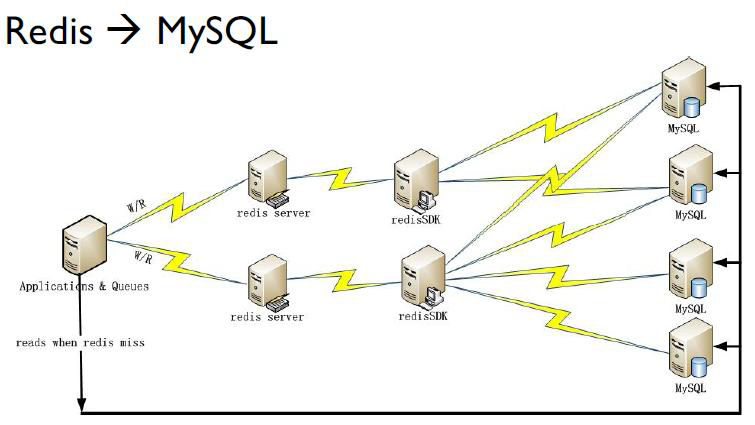 Redis → MySQL
MySQL
W/R
redis server
redisSDK
MySQL
W/R
Applications & Queues
redis server
redisSDK
MySQL
reads when redis miss
MySQL